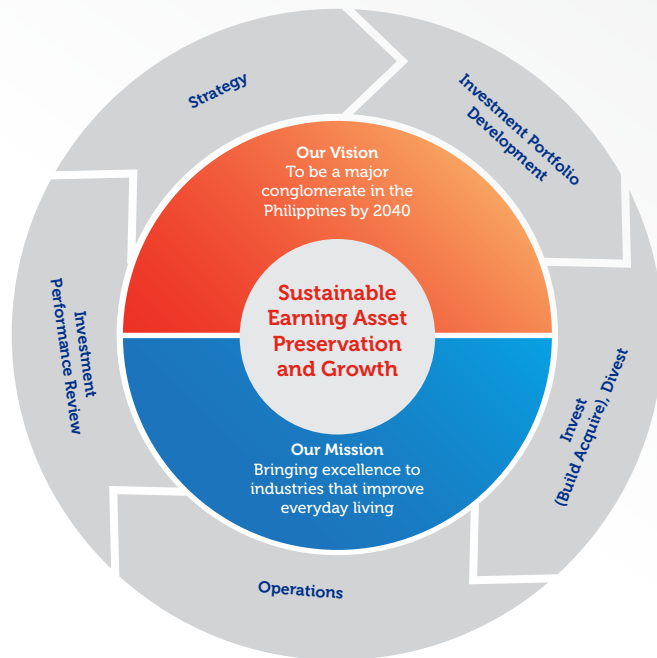 Strategy
Investment Portfolio
Development
Our Vision
To be a major
conglomerate in the
Philippines by 2040
Sustainable
Earning Asset
Preservation
and Growth
Investment
Performance Review
Invest
(Build Acquire), Divest
Our Mission
Bringing excellence to
industries that improve
everyday living
Operations